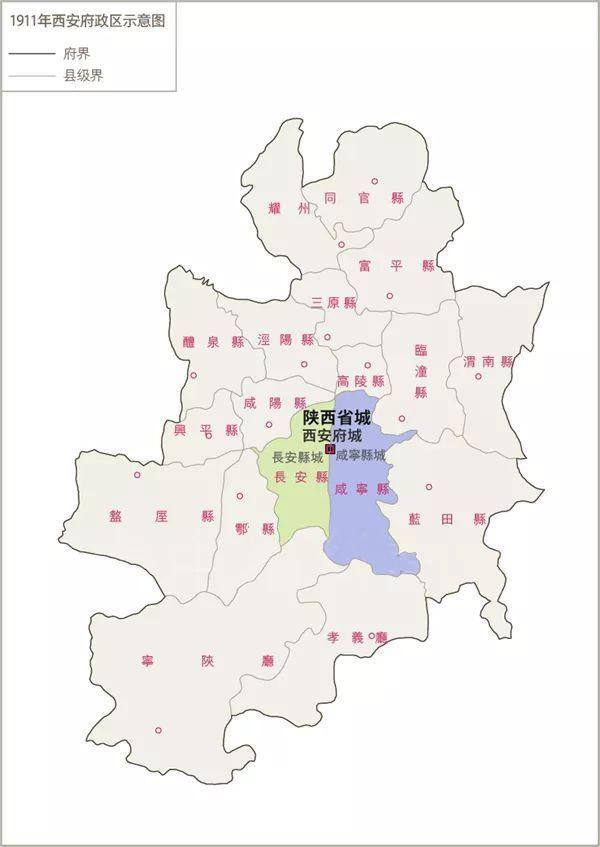 1911年西安府政区示意图
府界
县级界
耀州
同官縣
富平縣
三原縣
醴泉縣
涇陽縣
臨潼縣
渭南縣
高陵縣
咸陽縣
興平縣
陕西省城
西安府城
長安縣城
咸寧縣城
長安縣
咸寧縣
盩厔縣
鄠縣
藍田縣
孝義廳
寧陝廳